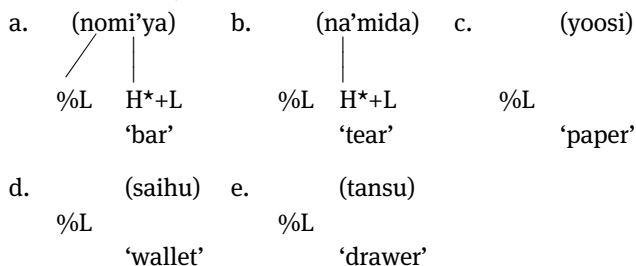 a. (nomi’ya) b. (na’mida) c. (yoosi)
%L H*+L %L H*+L %L
‘bar’ ‘tear’ ‘paper’
d. (saihu) e. (tansu)
%L %L
‘wallet’ ‘drawer’